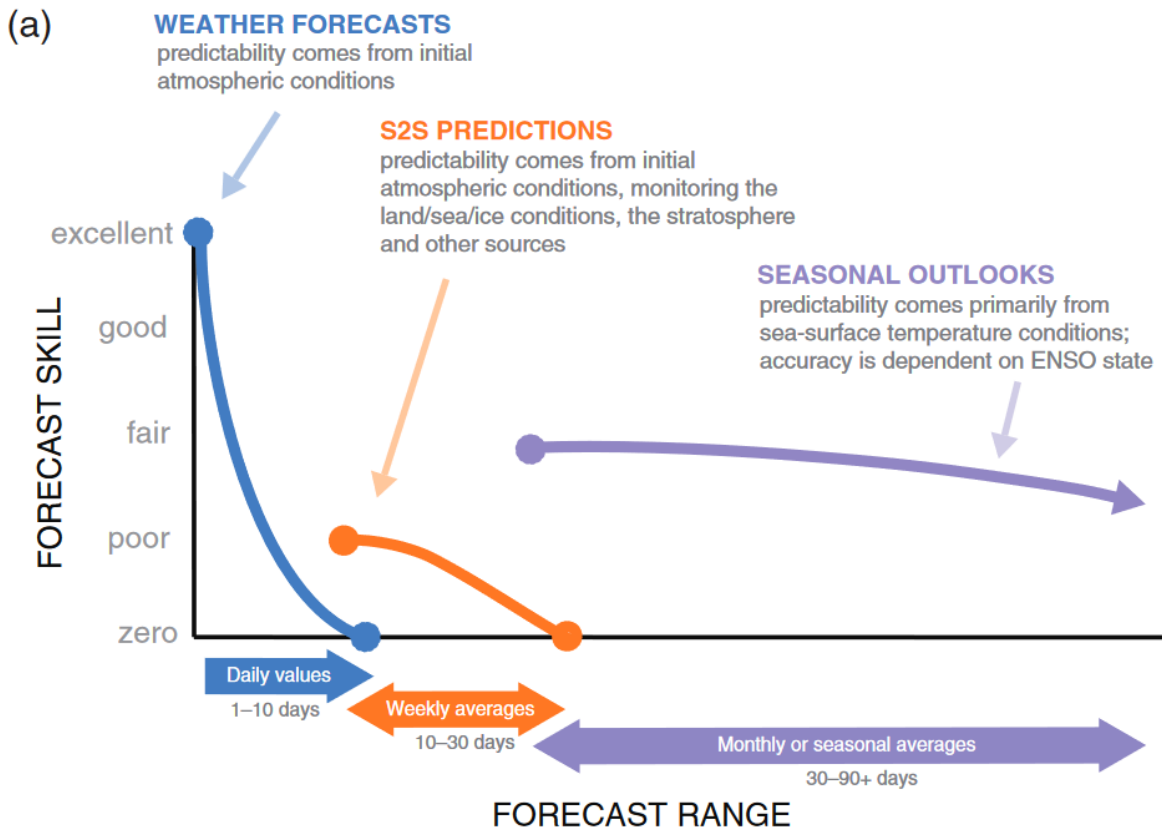 (a)
WEATHER FORECASTS
predictability comes from initial
atmospheric conditions
S2S PREDICTIONS
predictability comes from initial
atmospheric conditions, monitoring the
land/sea/ice conditions, the stratosphere
and other sources
SEASONAL OUTLOOKS
predictability comes primarily from
sea-surface temperature conditions;
accuracy is dependent on ENSO state
FORECAST SKILL
excellent
good
fair
poor
zero
Daily values
1–10 days
Weekly averages
10–30 days
Monthly or seasonal averages
30–90+ days
FORECAST RANGE